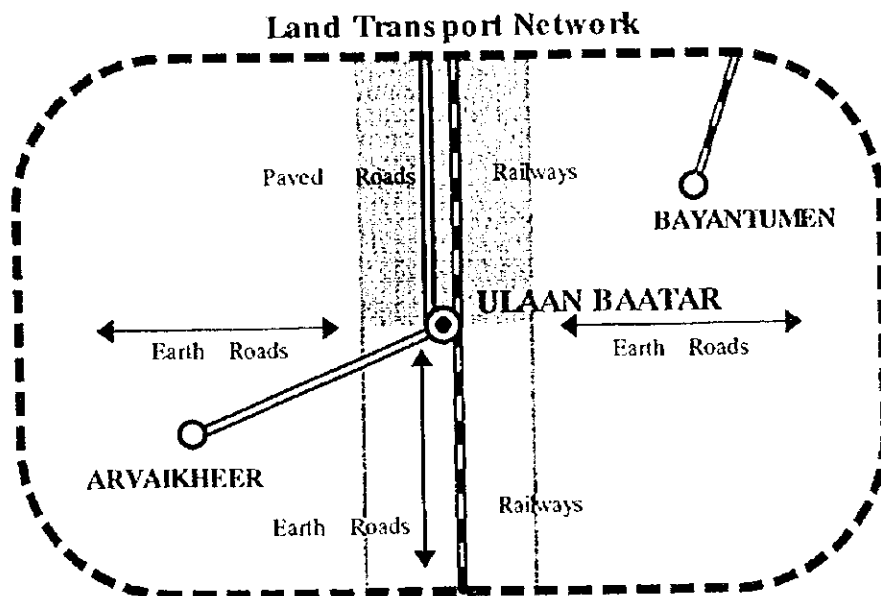 Land Transport Network
Paved Roads
Railways
BAYANTUMEN
ULAAN BAATAR
Earth Roads
Earth Roads
ARVAIKHEER
Railways
Earth Roads